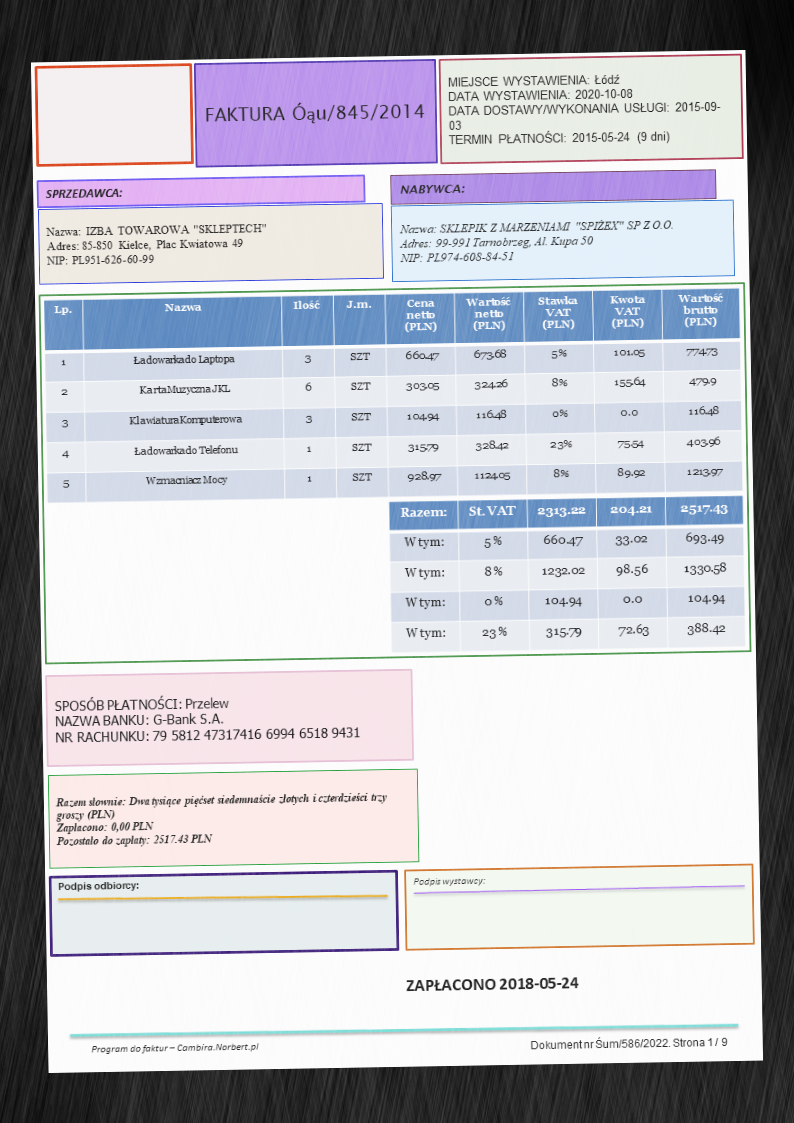 FAKTURA Óąu/845/2014
MIEJSCE WYSTAWIENIA: Łódź
DATA WYSTAWIENIA: 2020-10-08
DATA DOSTAWY/WYKONANIA USŁUGI: 2015-09-
03
TERMIN PŁATNOŚCI: 2015-05-24 (9 dni)
SPRZEDAWCA:
Nazwa: IZBA TOWAROWA "SKLEPTECH"
Adres: 85-850 Kielce, Plac Kwiatowa 49
NIP: PL951-626-60-99
NABYWCA:
Nazwa: SKLEPIK Z MARZENIAMI "SPIŻEX" SP Z O.O.
Adres: 99-991 Tarnobrzeg, Al. Kupa 50
NIP: PL974-608-84-51
Lp. Nazwa Ilość J.m. Cena netto (PLN) Wartość netto (PLN) Stawka VAT (PLN) Kwota VAT (PLN) Wartość brutto (PLN)
1 Ładowarka do Laptopa 3 SZT 660.47 673.68 5% 101.05 774.73
2 Karta Muzyczna JKL 6 SZT 303.05 324.26 8% 155.64 479.9
3 Klawiatura Komputerowa 3 SZT 104.94 116.48 0% 0.0 116.48
4 Ładowarka do Telefonu 1 SZT 315.79 328.42 23% 75.54 403.96
5 Wzmacniacz Mocy 1 SZT 928.97 1124.05 8% 89.92 1213.97
Razem: St. VAT 2313.22 204.21 2517.43
W tym: 5% 660.47 33.02 693.49
W tym: 8% 1232.02 98.56 1330.58
W tym: 0% 104.94 0.0 104.94
W tym: 23% 315.79 72.63 388.42
SPOSÓB PŁATNOŚCI: Przelew
NAZWA BANKU: G-Bank S.A.
NR RACHUNKU: 79 5812 47317416 6994 6518 9431
Razem słownie: Dwa tysiące pięćset siedemnaście złotych i czterdzieści trzy
groszy (PLN)
Zapłacono: 0,00 PLN
Pozostało do zapłaty: 2517.43 PLN
Podpis odbiorcy:
Podpis wystawcy:
ZAPŁACONO 2018-05-24
Program do faktur – Cambira.Norbert.pl
Dokument nr Śum/586/2022. Strona 1 / 9